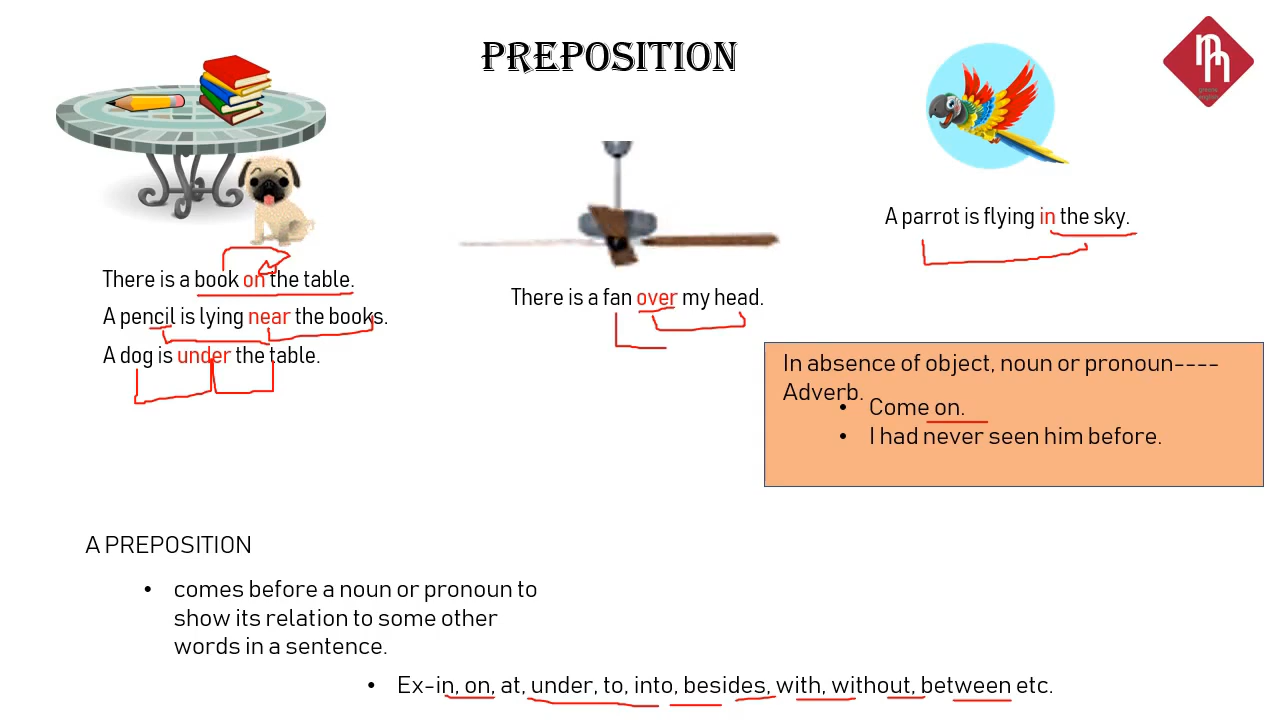 PREPOSITION
A parrot is flying in the sky.
There is a book on the table.
A pencil is lying near the books.
A dog is under the table.
There is a fan over my head.
In absence of object, noun or pronoun----
Adverb.
• Come on.
• I had never seen him before.
A PREPOSITION
• comes before a noun or pronoun to
show its relation to some other
words in a sentence.
• Ex-in, on, at, under, to, into, besides, with, without, between etc.